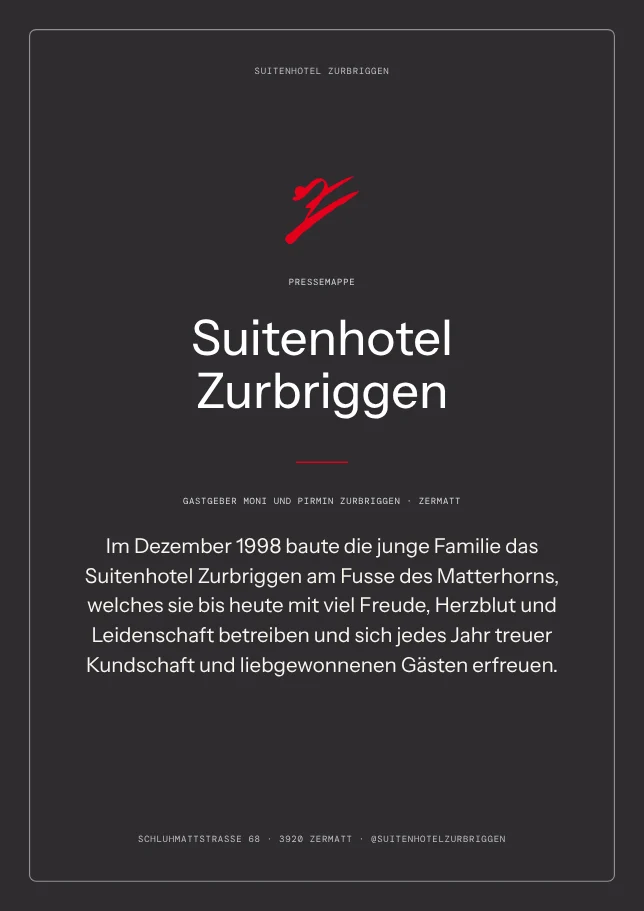 SUITENHOTEL ZURBRIGGEN
PRESSEMAPPE
Suitenhotel
Zurbriggen
GASTGEBER MONI UND PIRMIN ZURBRIGGEN · ZERMATT
Im Dezember 1998 baute die junge Familie das
Suitenhotel Zurbriggen am Fusse des Matterhorns,
welches sie bis heute mit viel Freude, Herzblut und
Leidenschaft betreiben und sich jedes Jahr treuer
Kundschaft und liebgewonnenen Gästen erfreuen.
SCHLUHMATTSTRASSE 68 · 3920 ZERMATT · @SUITENHOTELZURBRIGGEN